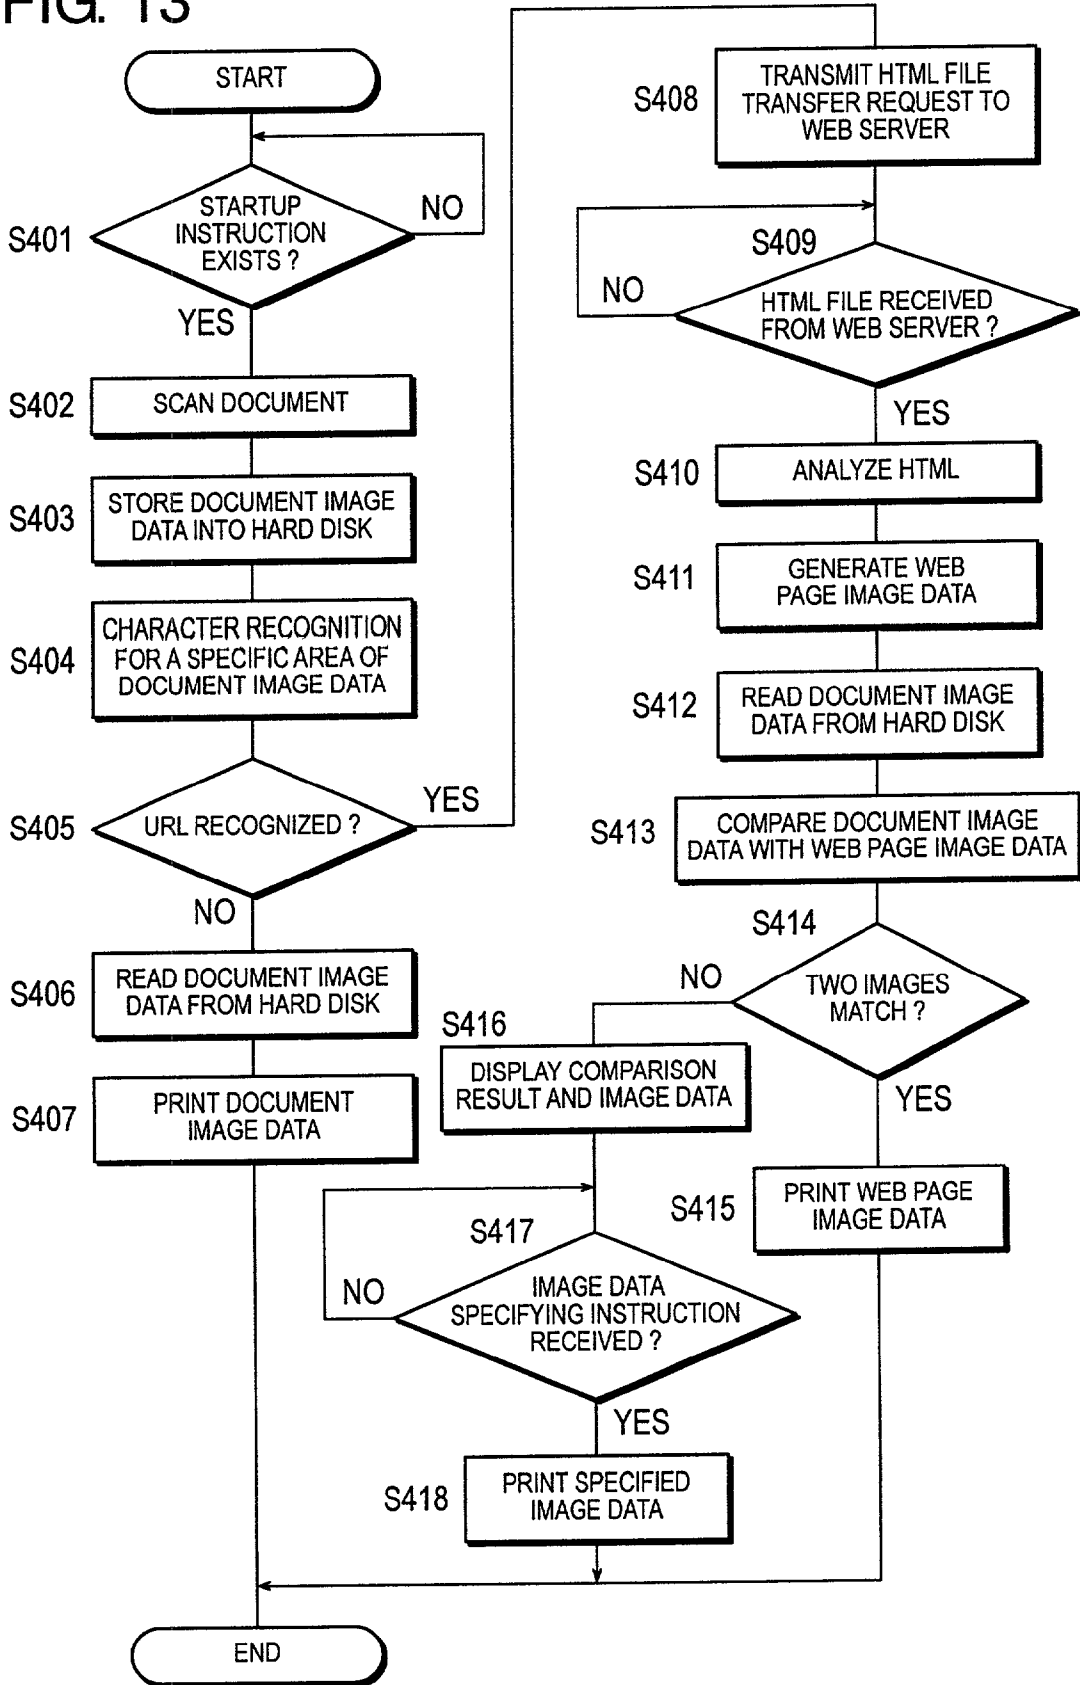 FIG. 13
START
S401
STARTUP
INSTRUCTION
EXISTS ?
NO
YES
S402
SCAN DOCUMENT
S403
STORE DOCUMENT IMAGE
DATA INTO HARD DISK
S404
CHARACTER RECOGNITION
FOR A SPECIFIC AREA OF
DOCUMENT IMAGE DATA
S405
URL RECOGNIZED ?
YES
NO
S406
READ DOCUMENT IMAGE
DATA FROM HARD DISK
S407
PRINT DOCUMENT
IMAGE DATA
S408
TRANSMIT HTML FILE
TRANSFER REQUEST TO
WEB SERVER
S409
NO
HTML FILE RECEIVED
FROM WEB SERVER ?
YES
S410
ANALYZE HTML
S411
GENERATE WEB
PAGE IMAGE DATA
S412
READ DOCUMENT IMAGE
DATA FROM HARD DISK
S413
COMPARE DOCUMENT IMAGE
DATA WITH WEB PAGE IMAGE DATA
S414
NO
TWO IMAGES
MATCH ?
YES
S416
DISPLAY COMPARISON
RESULT AND IMAGE DATA
S415
PRINT WEB PAGE
IMAGE DATA
S417
NO
IMAGE DATA
SPECIFYING INSTRUCTION
RECEIVED ?
YES
S418
PRINT SPECIFIED
IMAGE DATA
END